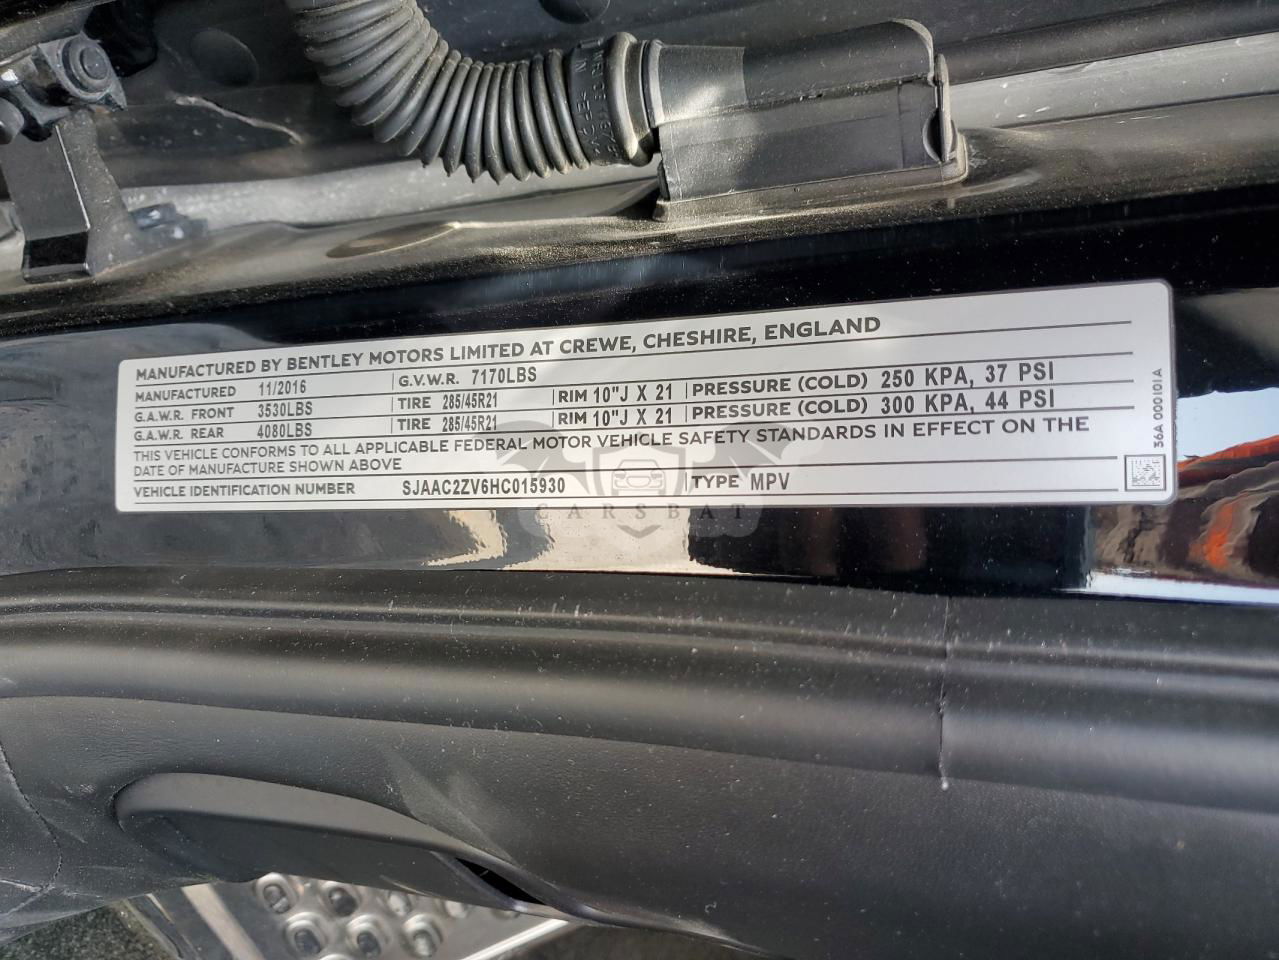 MANUFACTURED BY BENTLEY MOTORS LIMITED AT CREWE, CHESHIRE, ENGLAND
MANUFACTURED 11/2016 G.V.W.R. 7170LBS
G.A.W.R. FRONT 3530LBS TIRE 285/45R21 RIM 10"J X 21 PRESSURE (COLD) 250 KPA, 37 PSI
G.A.W.R. REAR 4080LBS TIRE 285/45R21 RIM 10"J X 21 PRESSURE (COLD) 300 KPA, 44 PSI
THIS VEHICLE CONFORMS TO ALL APPLICABLE FEDERAL MOTOR VEHICLE SAFETY STANDARDS IN EFFECT ON THE
DATE OF MANUFACTURE SHOWN ABOVE
VEHICLE IDENTIFICATION NUMBER SJAAC2ZV6HC015930 TYPE MPV
36A 000101A
CARSBAT